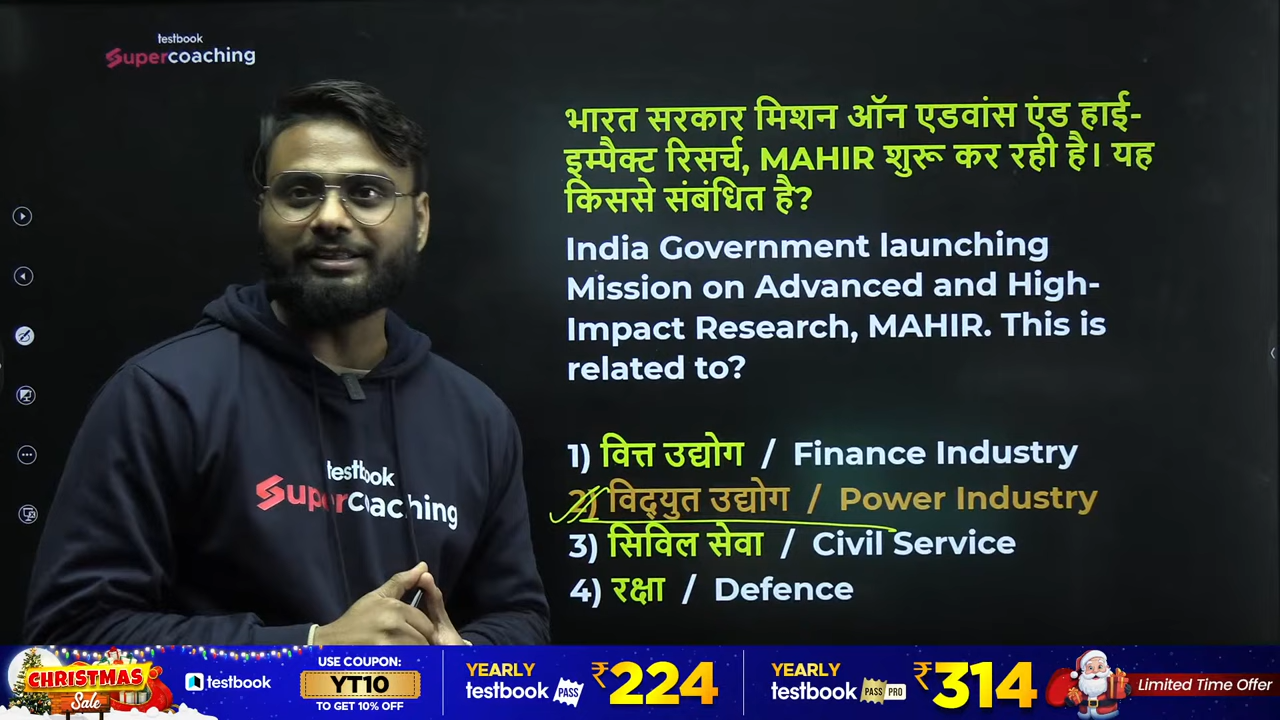 testbook
Supercoaching
भारत सरकार मिशन ऑन एडवांस एंड हाई-
इम्पैक्ट रिसर्च, MAHIR शुरू कर रही है। यह
किससे संबंधित है?
India Government launching
Mission on Advanced and High-
Impact Research, MAHIR. This is
related to?
1) वित्त उद्योग / Finance Industry
2) विद्युत उद्योग / Power Industry
3) सिविल सेवा / Civil Service
4) रक्षा / Defence
testbook
Supercoaching
CHRISTMAS
Sale
testbook
USE COUPON:
YT10
TO GET 10% OFF
YEARLY
testbook PASS
₹224
YEARLY
testbook PASS PRO
₹314
Limited Time Offer